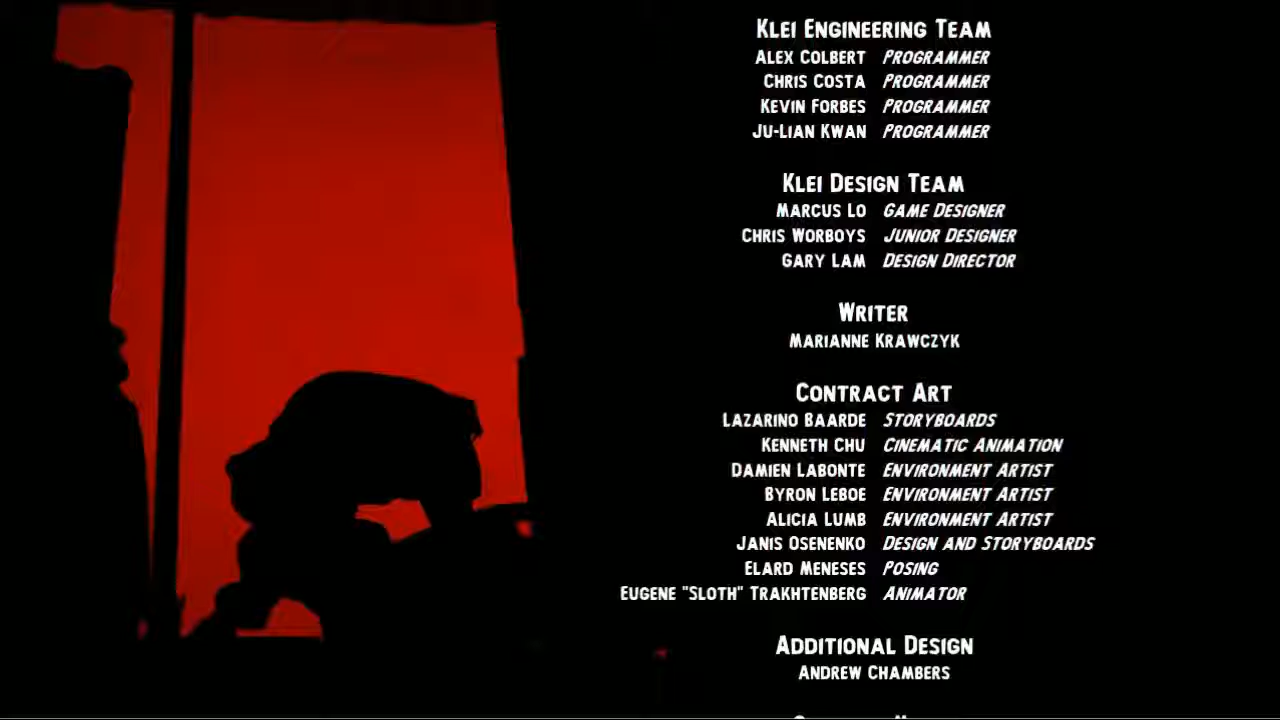 Klei Engineering Team
Alex Colbert Programmer
Chris Costa Programmer
Kevin Forbes Programmer
Ju-Lian Kwan Programmer
Klei Design Team
Marcus Lo Game Designer
Chris Worboys Junior Designer
Gary Lam Design Director
Writer
Marianne Krawczyk
Contract Art
Lazarino Baarde Storyboards
Kenneth Chu Cinematic Animation
Damien Labonte Environment Artist
Byron Leboe Environment Artist
Alicia Lumb Environment Artist
Janis Osenenko Design and Storyboards
Elard Meneses Posing
Eugene "Sloth" Trakhtenberg Animator
Additional Design
Andrew Chambers